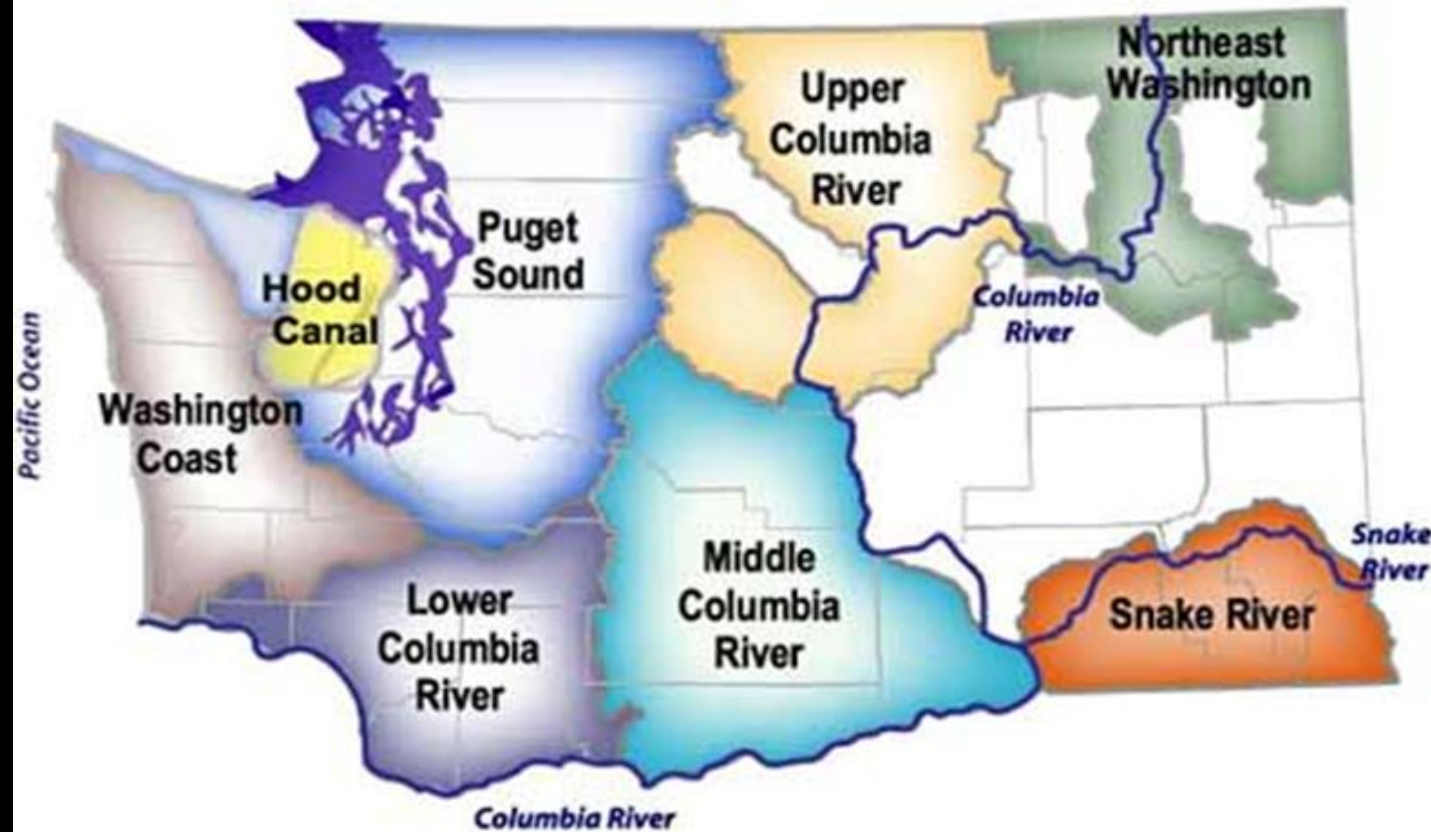 Northeast
Washington
Upper
Columbia
River
Puget
Sound
Hood
Canal
Columbia
River
Pacific Ocean
Washington
Coast
Snake
River
Middle
Columbia
River
Lower
Columbia
River
Snake River
Columbia River